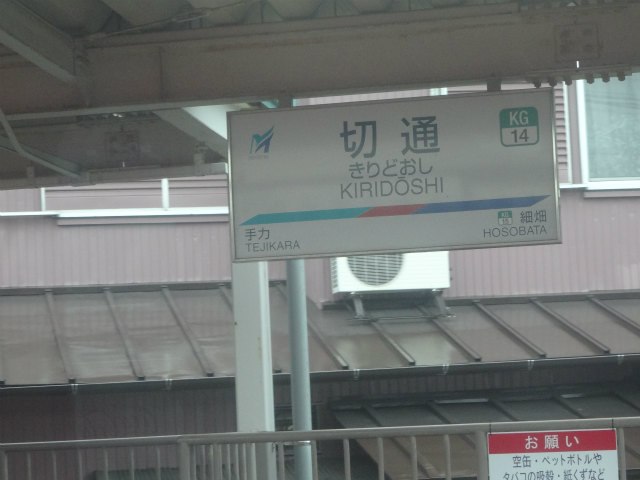 KG
14
切通
きりどおし
KIRIDŌSHI
手力
TEJIKARA
KG
15
細畑
HOSOBATA
お願い
空缶・ペットボトルや
タバコの吸殻・紙くずなど